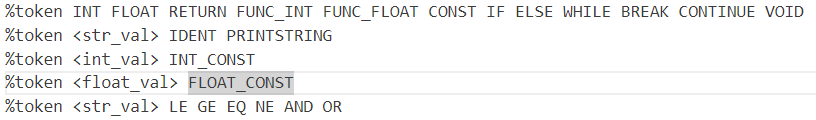 %token INT FLOAT RETURN FUNC_INT FUNC_FLOAT CONST IF ELSE WHILE BREAK CONTINUE VOID
%token <str_val> IDENT PRINTSTRING
%token <int_val> INT_CONST
%token <float_val> FLOAT_CONST
%token <str_val> LE GE EQ NE AND OR